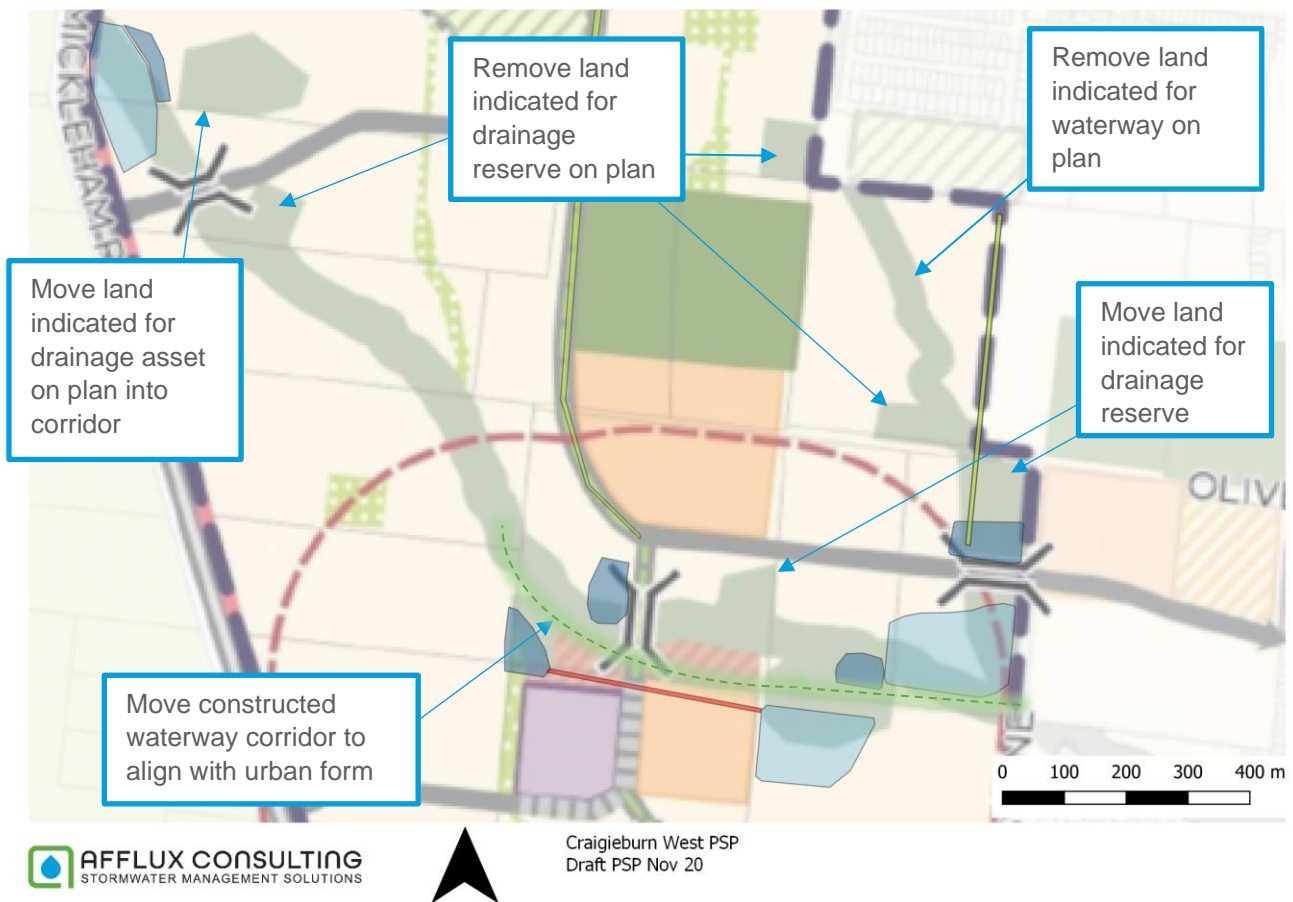 MICKLEHAM R
Remove land
indicated for
drainage
reserve on plan
Remove land
indicated for
waterway on
plan
Move land
indicated for
drainage asset
on plan into
corridor
Move land
indicated for
drainage
reserve
OLIV
Move constructed
waterway corridor to
align with urban form
NE
0 100 200 300 400 m
AFFLUX CONSULTING
STORMWATER MANAGEMENT SOLUTIONS
Craigieburn West PSP
Draft PSP Nov 20